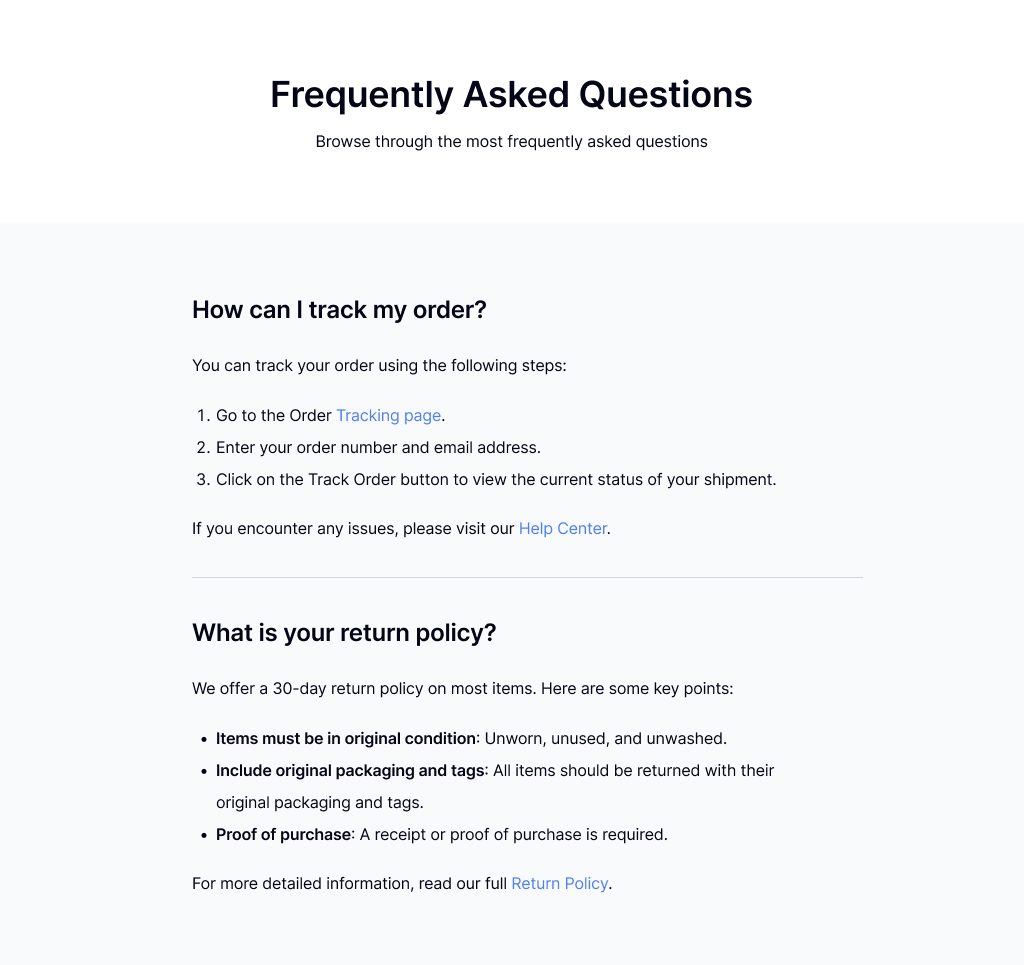 Frequently Asked Questions
Browse through the most frequently asked questions
How can I track my order?
You can track your order using the following steps:
1. Go to the Order Tracking page.
2. Enter your order number and email address.
3. Click on the Track Order button to view the current status of your shipment.
If you encounter any issues, please visit our Help Center.
What is your return policy?
We offer a 30-day return policy on most items. Here are some key points:
• Items must be in original condition: Unworn, unused, and unwashed.
• Include original packaging and tags: All items should be returned with their
original packaging and tags.
• Proof of purchase: A receipt or proof of purchase is required.
For more detailed information, read our full Return Policy.